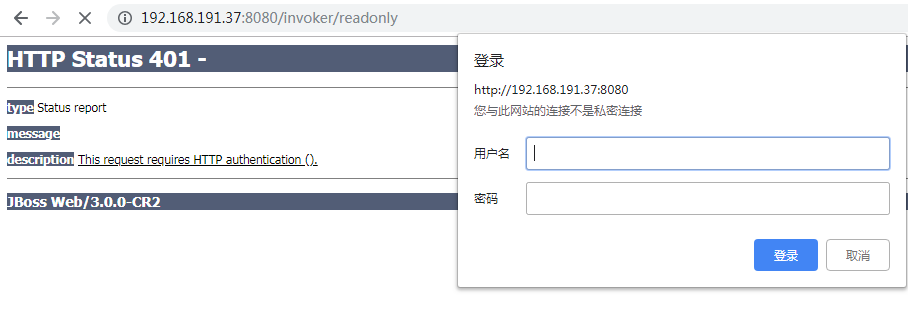 192.168.191.37:8080/invoker/readonly
HTTP Status 401 -
type Status report
message
description This request requires HTTP authentication ().
JBoss Web/3.0.0-CR2
登录
http://192.168.191.37:8080
您与此网站的连接不是私密连接
用户名
密码
登录 取消